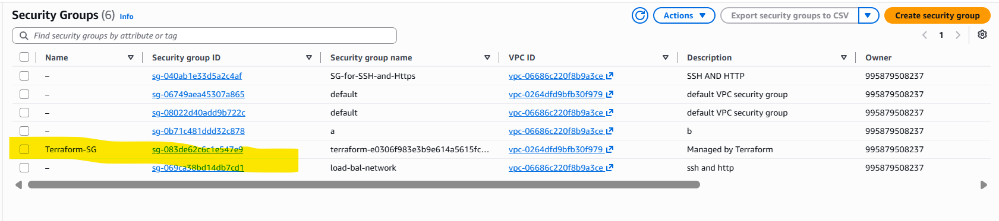 Security Groups (6) Info
Actions
Export security groups to CSV
Create security group
Find security groups by attribute or tag
1
Name Security group ID Security group name VPC ID Description Owner
– sg-040ab1e33d5a2c4af SG-for-SSH-and-Https vpc-06686c220f8b9a3ce SSH AND HTTP 995879508237
– sg-06749aea45307a865 default vpc-0264dfd9bfb30f979 default VPC security group 995879508237
– sg-08022d40add9b722c default vpc-06686c220f8b9a3ce default VPC security group 995879508237
– sg-0b71c481ddd32c878 a vpc-06686c220f8b9a3ce b 995879508237
Terraform-SG sg-083de62c6c1e547e9 terraform-e0306f983e3b9e614a5615fc... vpc-0264dfd9bfb30f979 Managed by Terraform 995879508237
– sg-069ca38bd14db7cd1 load-bal-network vpc-06686c220f8b9a3ce ssh and http 995879508237